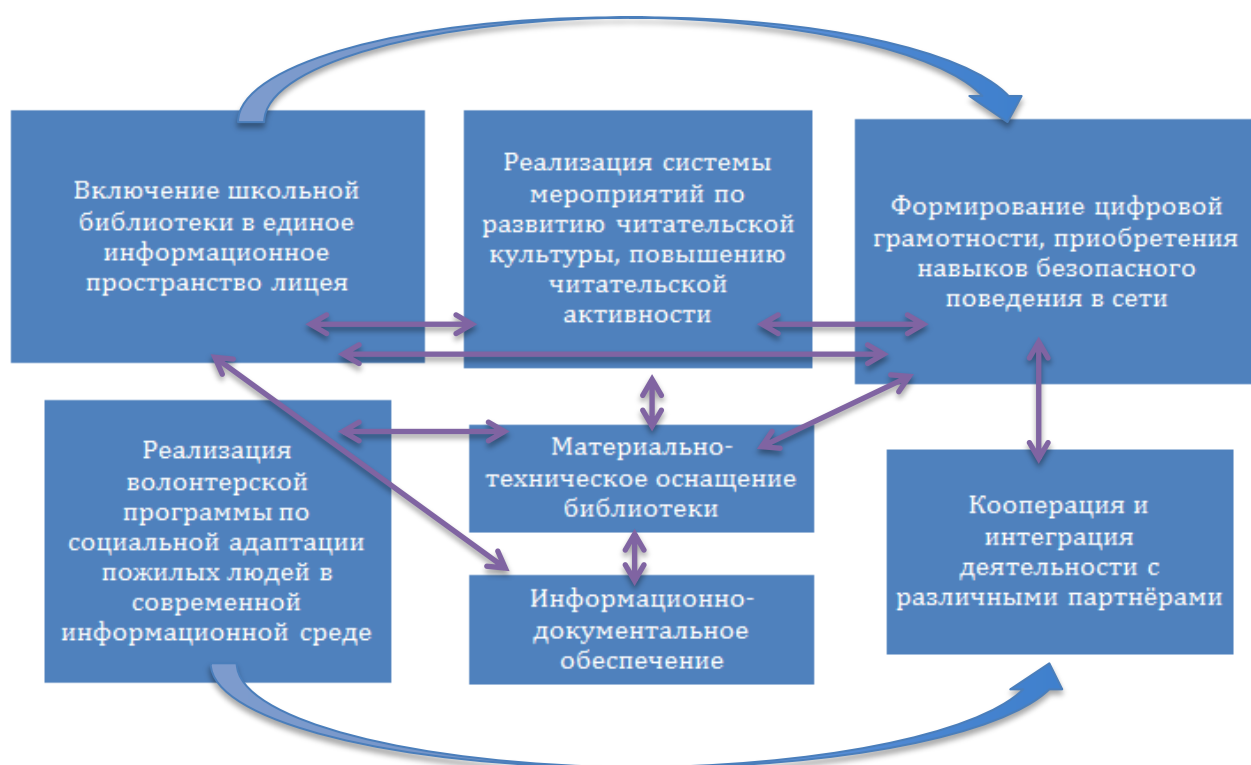 Включение школьной
библиотеки в единое
информационное
пространство лицея
Реализация системы
мероприятий по
развитию читательской
культуры, повышению
читательской
активности
Формирование цифровой
грамотности, приобретения
навыков безопасного
поведения в сети
Реализация
волонтерской
программы по
социальной адаптации
пожилых людей в
современной
информационной среде
Материально-
техническое оснащение
библиотеки
Информационно-
документальное
обеспечение
Кооперация и
интеграция
деятельности с
различными партнёрами